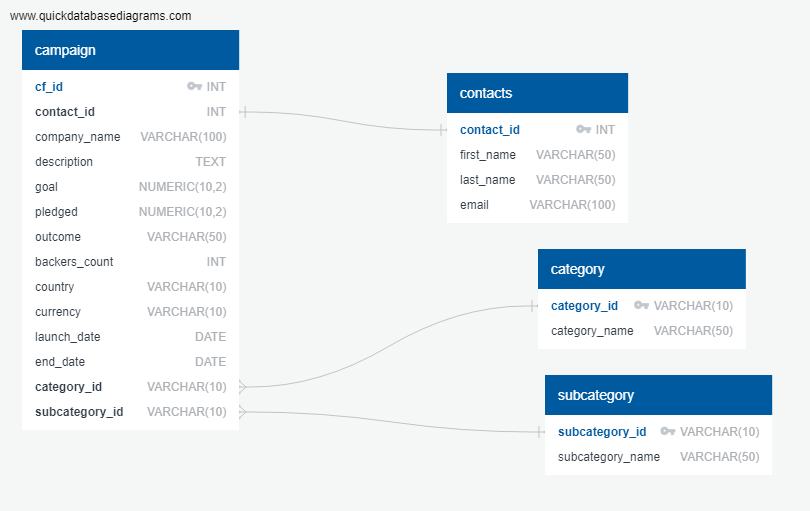 www.quickdatabasediagrams.com
campaign
cf_id INT
contact_id INT
company_name VARCHAR(100)
description TEXT
goal NUMERIC(10,2)
pledged NUMERIC(10,2)
outcome VARCHAR(50)
backers_count INT
country VARCHAR(10)
currency VARCHAR(10)
launch_date DATE
end_date DATE
category_id VARCHAR(10)
subcategory_id VARCHAR(10)
contacts
contact_id INT
first_name VARCHAR(50)
last_name VARCHAR(50)
email VARCHAR(100)
category
category_id VARCHAR(10)
category_name VARCHAR(50)
subcategory
subcategory_id VARCHAR(10)
subcategory_name VARCHAR(50)